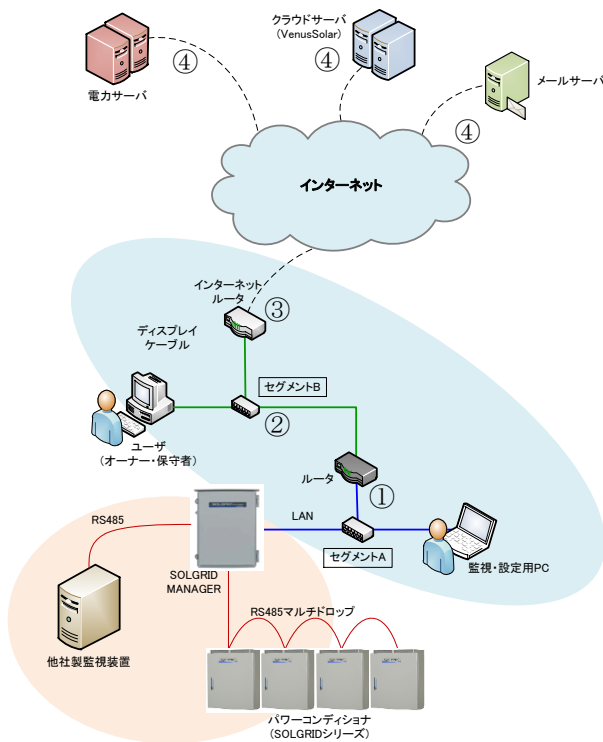 クラウドサーバ
（VenusSolar）
④
④
電力サーバ
メールサーバ
④
インターネット
インターネット
ルータ
③
ディスプレイ
ケーブル
セグメントB
②
ユーザ
（オーナー・保守者）
ルータ
①
RS485
LAN
セグメントA
監視・設定用PC
SOLGRID
MANAGER
RS485マルチドロップ
他社製監視装置
パワーコンディショナ
（SOLGRIDシリーズ）